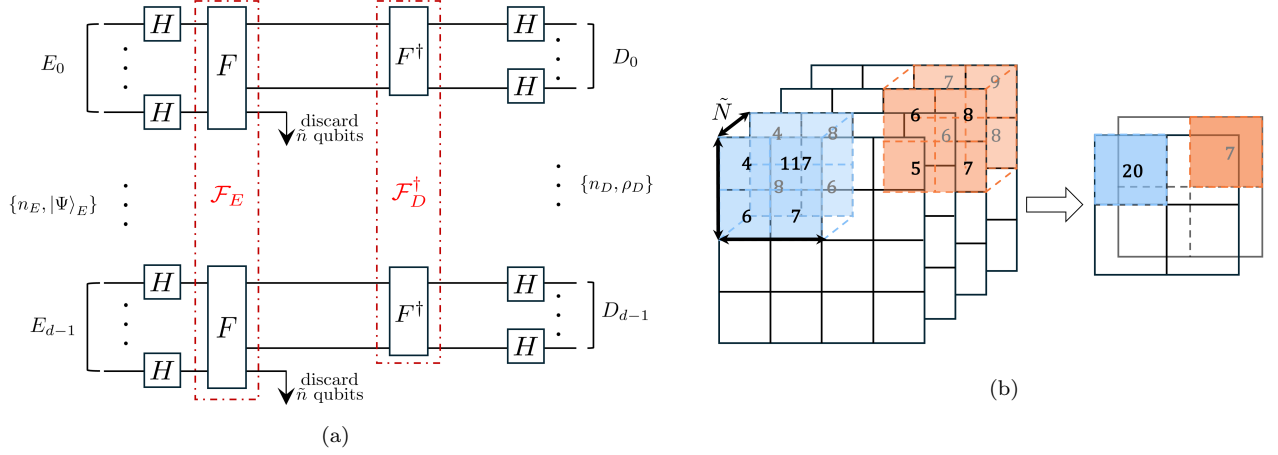 E_0
H
H
F
F^†
H
H
D_0
discard
ñ qubits
{n_E, |Ψ⟩_E}
𝓕_E
𝓕_D^†
{n_D, ρ_D}
E_{d−1}
H
H
F
F^†
H
H
D_{d−1}
discard
ñ qubits
(a)
Ñ
7 9
6 8
6 8
5 7
4 8
4 117
8 6
6 7
20
7
(b)